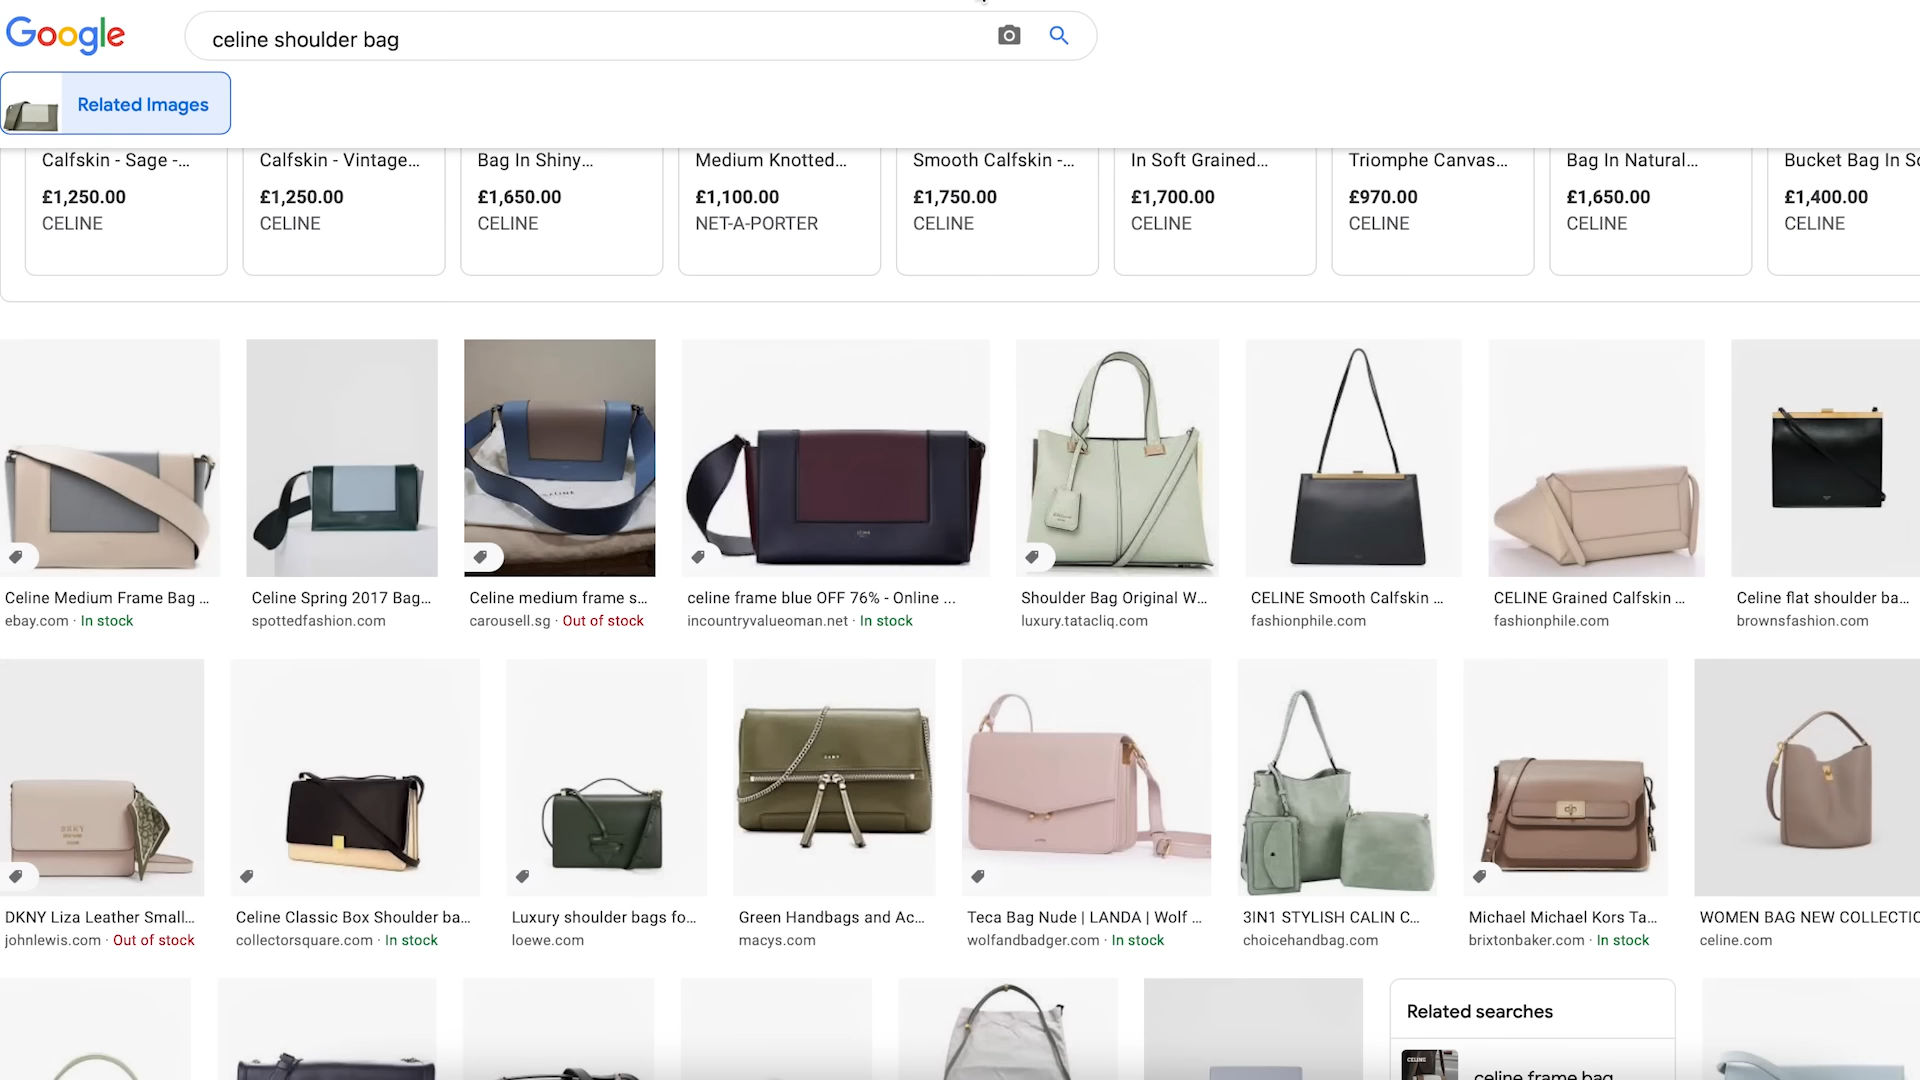 Google
celine shoulder bag
Related Images
Calfskin - Sage -...
Calfskin - Vintage...
Bag In Shiny...
Medium Knotted...
Smooth Calfskin -...
In Soft Grained...
Triomphe Canvas...
Bag In Natural...
Bucket Bag In So
£1,250.00
£1,250.00
£1,650.00
£1,100.00
£1,750.00
£1,700.00
£970.00
£1,650.00
£1,400.00
CELINE
CELINE
CELINE
NET-A-PORTER
CELINE
CELINE
CELINE
CELINE
CELINE
Celine Medium Frame Bag ...
Celine Spring 2017 Bag...
Celine medium frame s...
celine frame blue OFF 76% - Online ...
Shoulder Bag Original W...
CELINE Smooth Calfskin ...
CELINE Grained Calfskin ...
Celine flat shoulder ba...
ebay.com · In stock
spottedfashion.com
carousell.sg · Out of stock
incountryvalueoman.net · In stock
luxury.tatacliq.com
fashionphile.com
fashionphile.com
brownsfashion.com
DKNY
DKNY
DKNY Liza Leather Small...
Celine Classic Box Shoulder ba...
Luxury shoulder bags fo...
Green Handbags and Ac...
Teca Bag Nude | LANDA | Wolf ...
3IN1 STYLISH CALIN C...
Michael Michael Kors Ta...
WOMEN BAG NEW COLLECTIO
johnlewis.com · Out of stock
collectorsquare.com · In stock
loewe.com
macys.com
wolfandbadger.com · In stock
choicehandbag.com
brixtonbaker.com · In stock
celine.com
Related searches
CELINE
celine frame bag